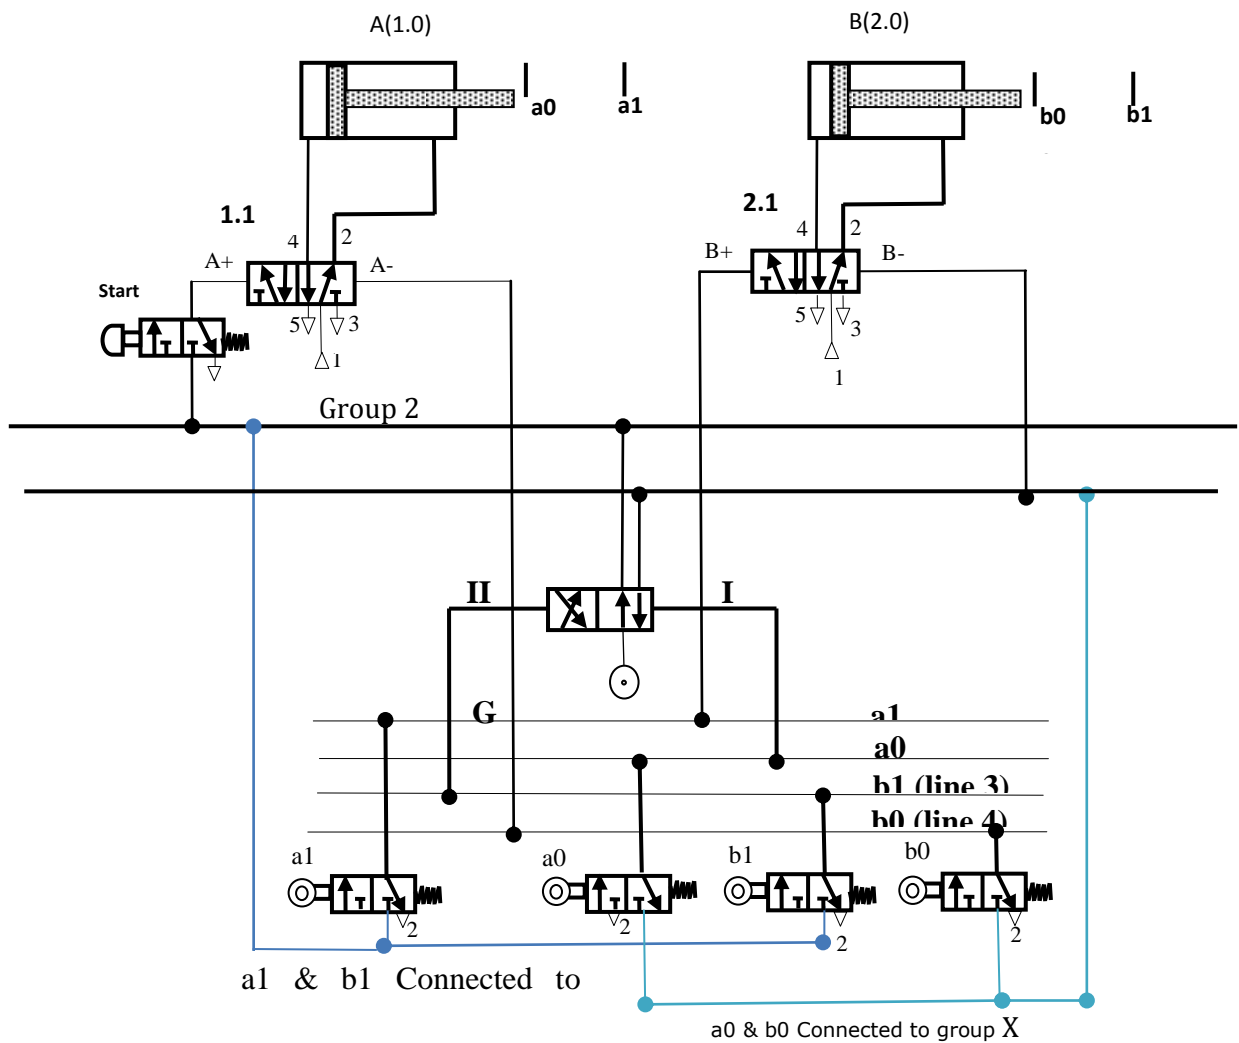 A(1.0)
B(2.0)
a0
a1
b0
b1
1.1
2.1
4
2
4
2
A+
A-
B+
B-
Start
5
3
1
5
3
1
Group 2
II
I
G
a1
a0
b1 (line 3)
b0 (line 4)
a1
a0
b1
b0
2
2
2
2
a1 & b1 Connected to
a0 & b0 Connected to group X